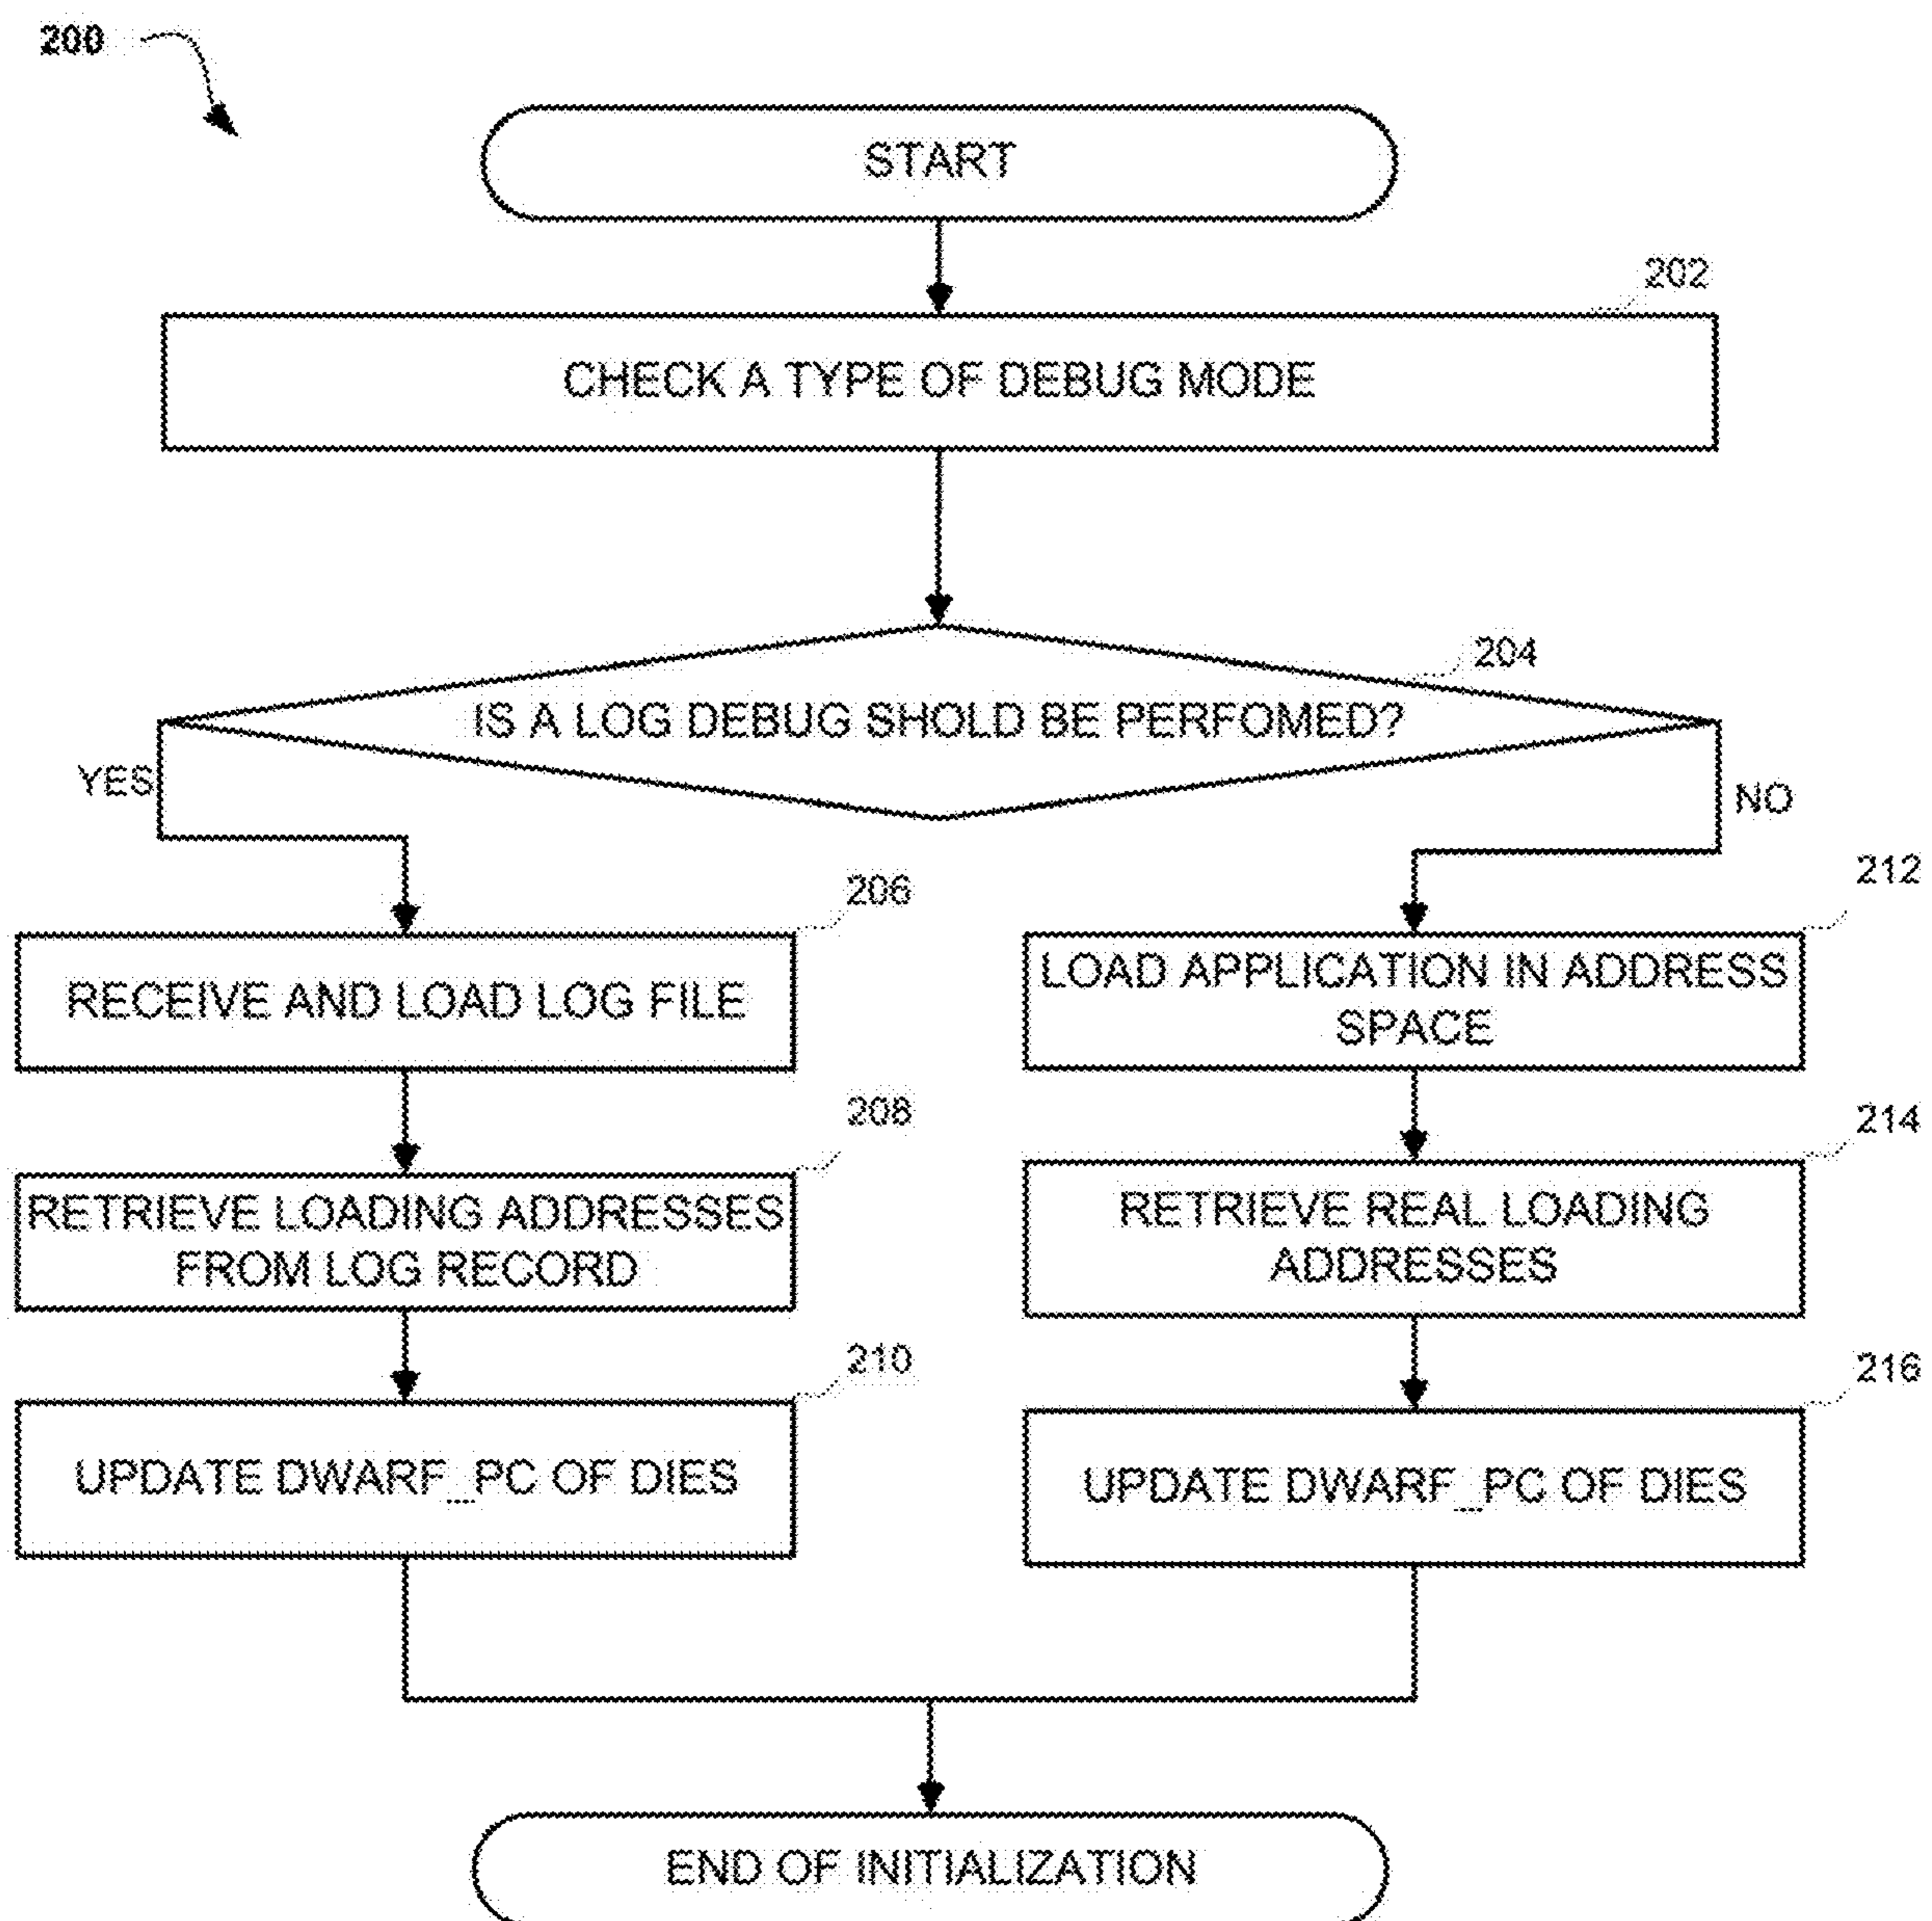 200
START
202
CHECK A TYPE OF DEBUG MODE
204
IS A LOG DEBUG SHOLD BE PERFOMED?
YES
NO
206
RECEIVE AND LOAD LOG FILE
212
LOAD APPLICATION IN ADDRESS
SPACE
208
RETRIEVE LOADING ADDRESSES
FROM LOG RECORD
214
RETRIEVE REAL LOADING
ADDRESSES
210
UPDATE DWARF_PC OF DIES
216
UPDATE DWARF_PC OF DIES
END OF INITIALIZATION